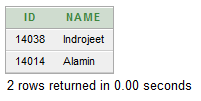 ID NAME
14038 Indrojeet
14014 Alamin
2 rows returned in 0.00 seconds